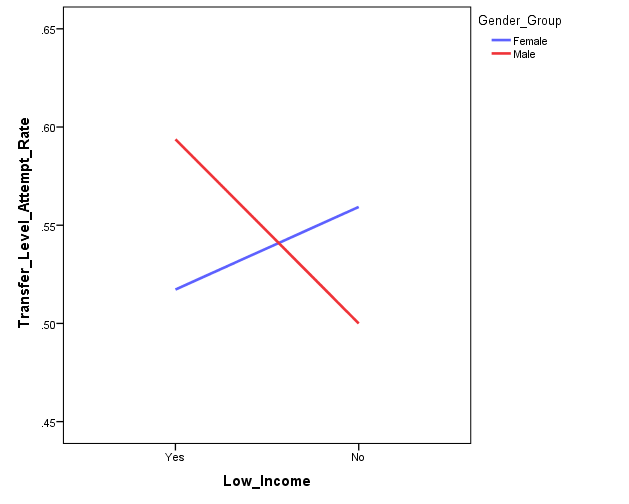 Gender_Group
Female
Male
.65
.60
.55
.50
.45
Transfer_Level_Attempt_Rate
Yes
No
Low_Income